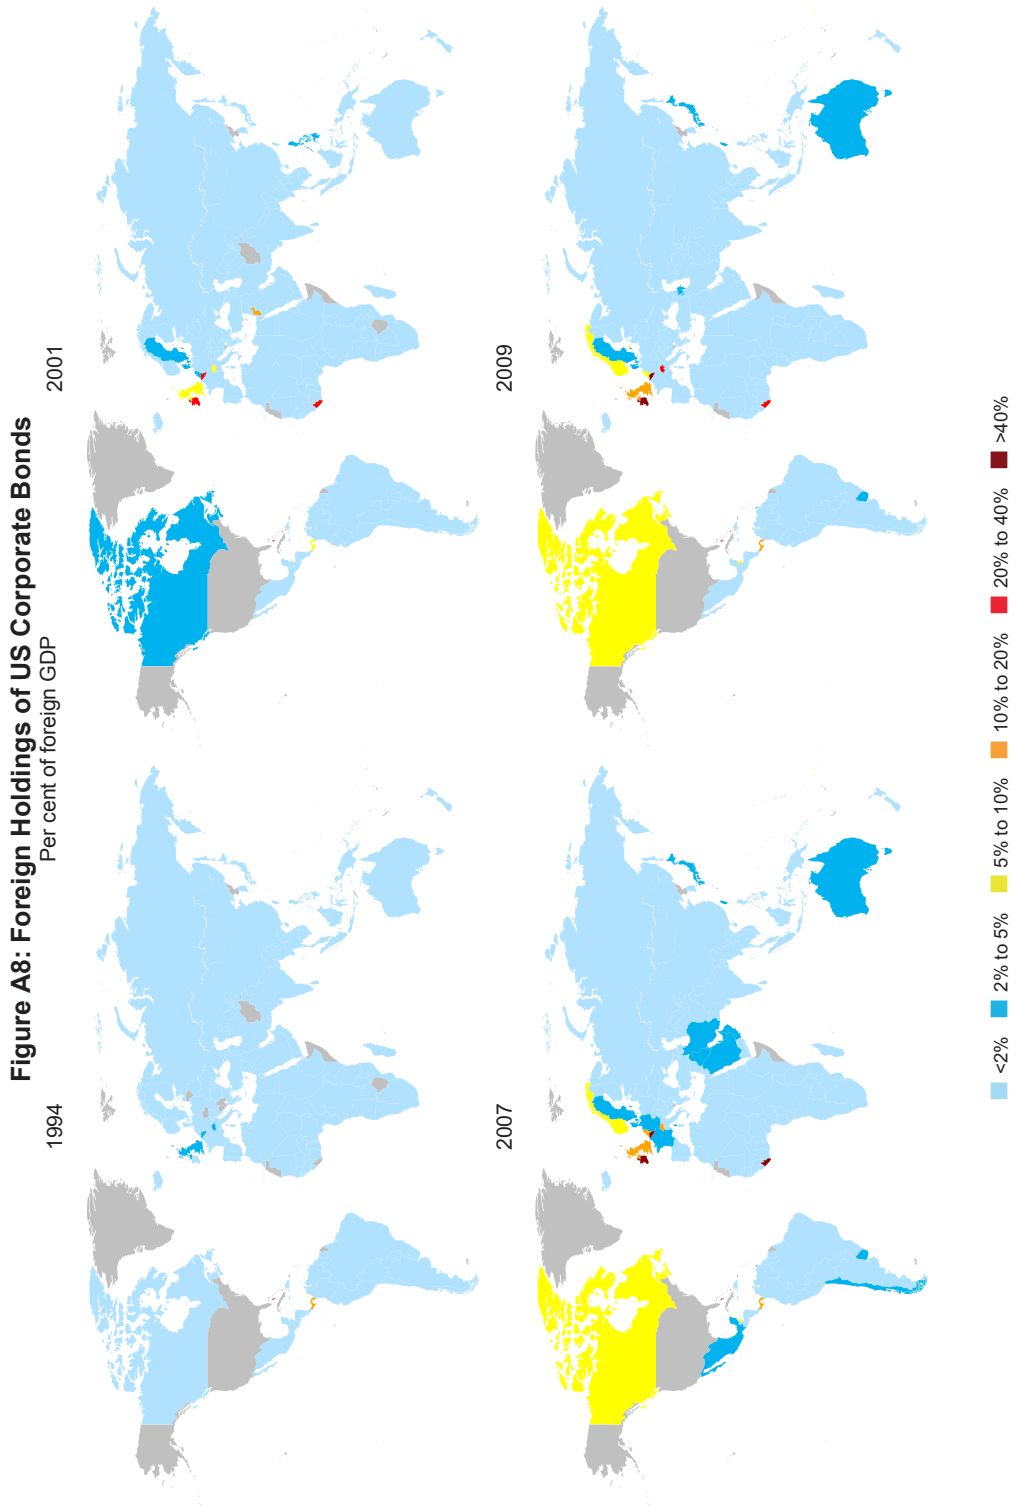 Figure A8: Foreign Holdings of US Corporate Bonds
Per cent of foreign GDP
1994
2001
2007
2009
<2%
2% to 5%
5% to 10%
10% to 20%
20% to 40%
>40%